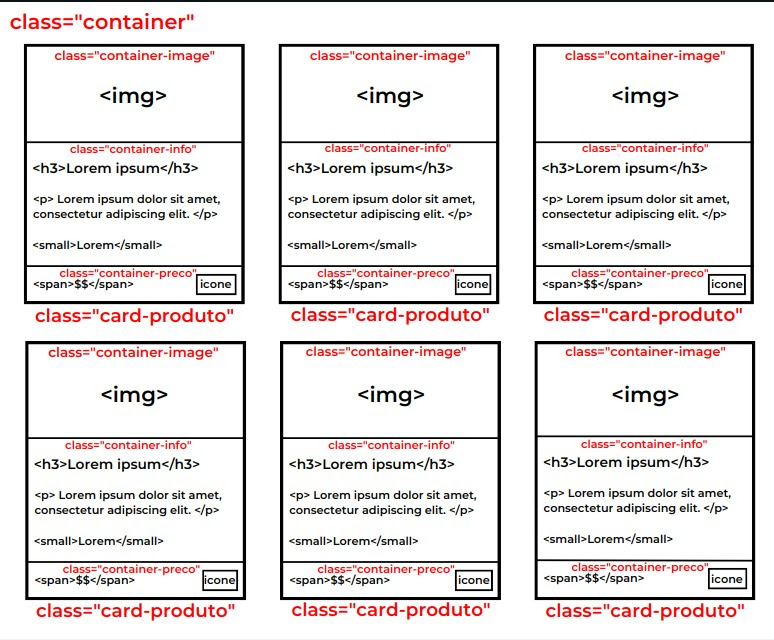 class="container"
class="container-image"
<img>
class="container-info"
<h3>Lorem ipsum</h3>
<p> Lorem ipsum dolor sit amet,
consectetur adipiscing elit. </p>
<small>Lorem</small>
class="container-preco"
<span>$$</span>
icone
class="card-produto"
class="container-image"
<img>
class="container-info"
<h3>Lorem ipsum</h3>
<p> Lorem ipsum dolor sit amet,
consectetur adipiscing elit. </p>
<small>Lorem</small>
class="container-preco"
<span>$$</span>
icone
class="card-produto"
class="container-image"
<img>
class="container-info"
<h3>Lorem ipsum</h3>
<p> Lorem ipsum dolor sit amet,
consectetur adipiscing elit. </p>
<small>Lorem</small>
class="container-preco"
<span>$$</span>
icone
class="card-produto"
class="container-image"
<img>
class="container-info"
<h3>Lorem ipsum</h3>
<p> Lorem ipsum dolor sit amet,
consectetur adipiscing elit. </p>
<small>Lorem</small>
class="container-preco"
<span>$$</span>
icone
class="card-produto"
class="container-image"
<img>
class="container-info"
<h3>Lorem ipsum</h3>
<p> Lorem ipsum dolor sit amet,
consectetur adipiscing elit. </p>
<small>Lorem</small>
class="container-preco"
<span>$$</span>
icone
class="card-produto"
class="container-image"
<img>
class="container-info"
<h3>Lorem ipsum</h3>
<p> Lorem ipsum dolor sit amet,
consectetur adipiscing elit. </p>
<small>Lorem</small>
class="container-preco"
<span>$$</span>
icone
class="card-produto"